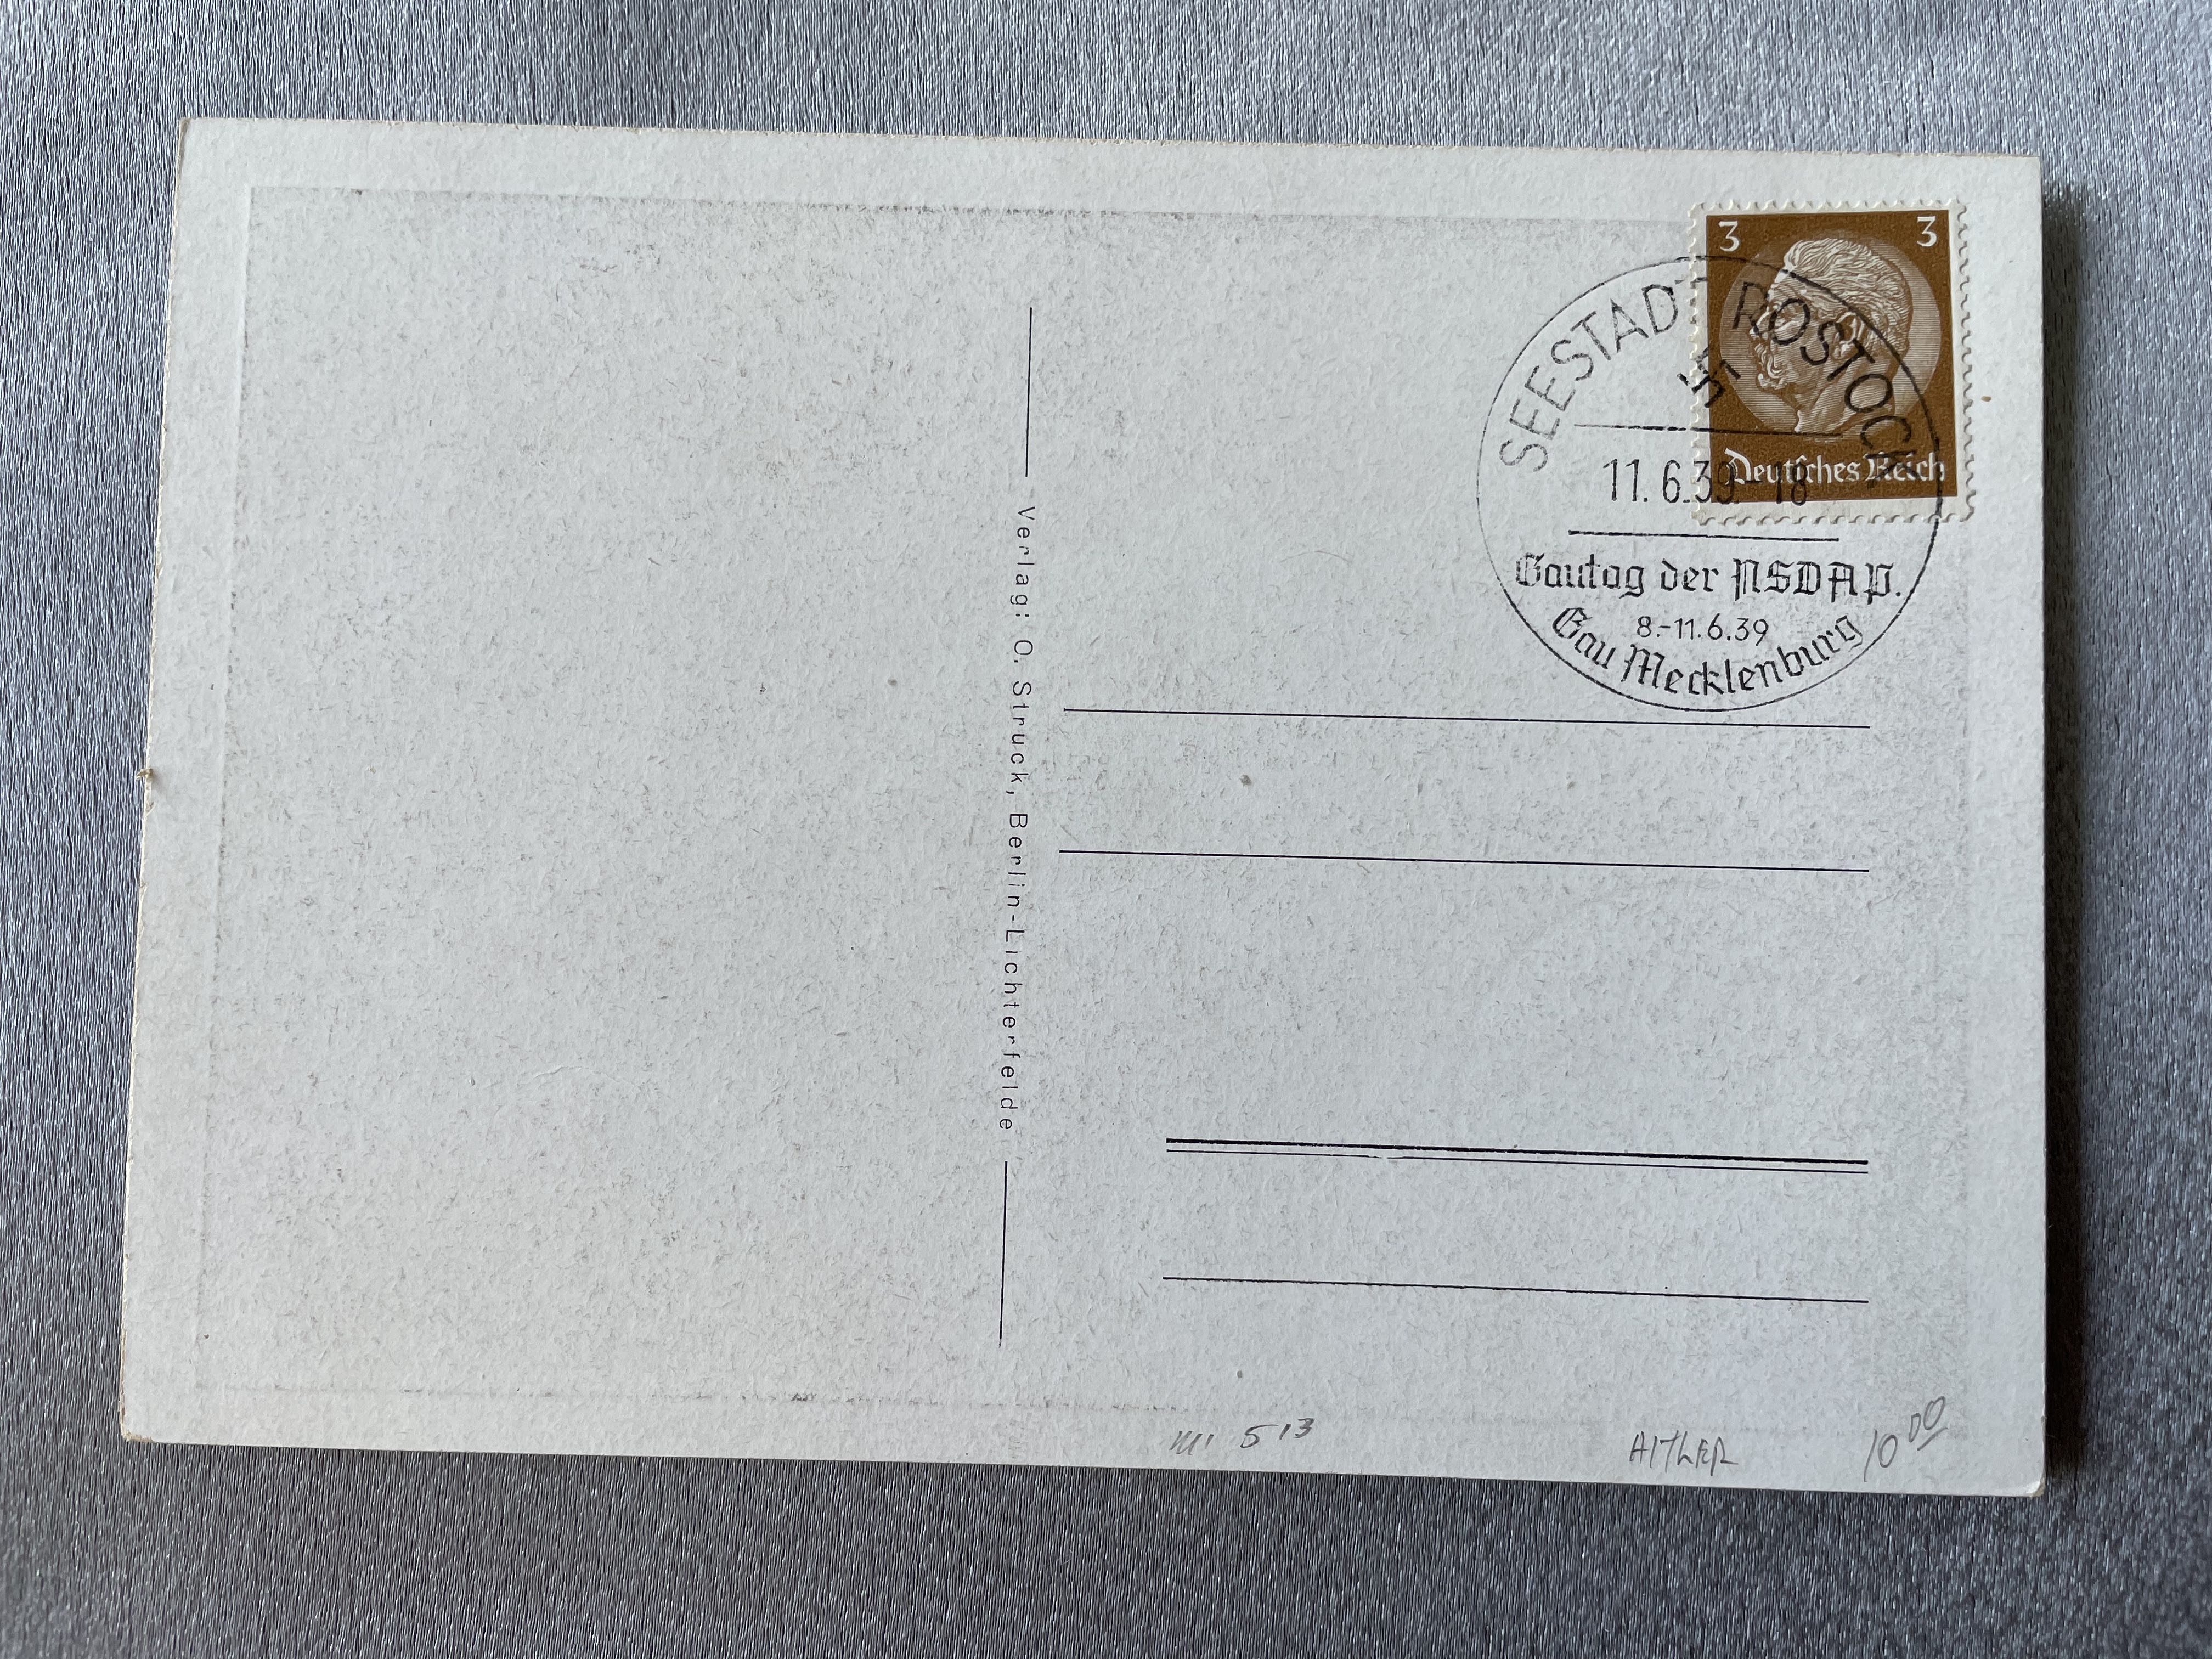 3 3
SEESTADT ROSTOCK
Deutsches Reich
11.6.39-18
Gautag der NSDAP.
8.-11.6.39
Gau Mecklenburg
Verlag: O. Struck, Berlin-Lichterfelde
Mi 513
HITLER
10 00